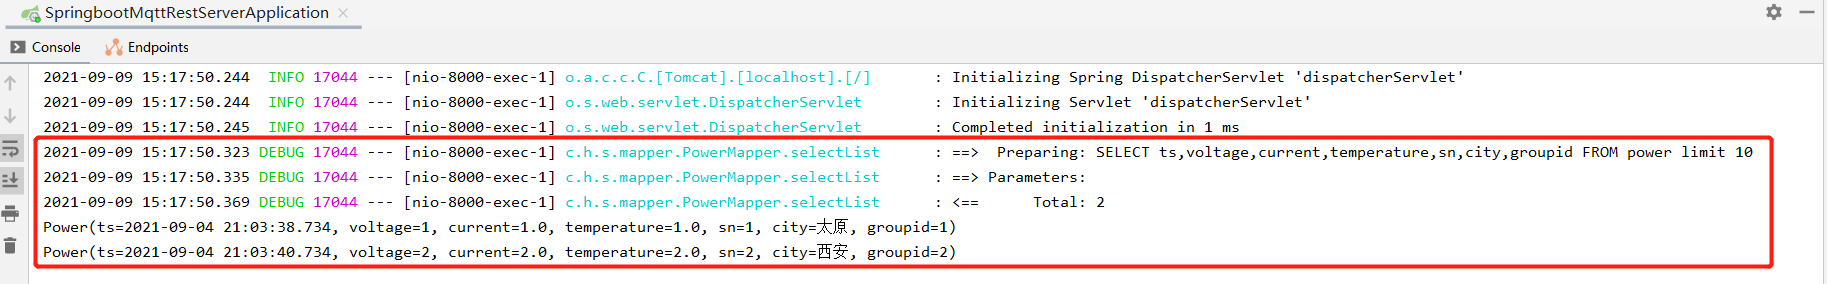 SpringbootMqttRestServerApplication
Console Endpoints
2021-09-09 15:17:50.244  INFO 17044 --- [nio-8000-exec-1] o.a.c.c.C.[Tomcat].[localhost].[/]       : Initializing Spring DispatcherServlet 'dispatcherServlet'
2021-09-09 15:17:50.244  INFO 17044 --- [nio-8000-exec-1] o.s.web.servlet.DispatcherServlet        : Initializing Servlet 'dispatcherServlet'
2021-09-09 15:17:50.245  INFO 17044 --- [nio-8000-exec-1] o.s.web.servlet.DispatcherServlet        : Completed initialization in 1 ms
2021-09-09 15:17:50.323 DEBUG 17044 --- [nio-8000-exec-1] c.h.s.mapper.PowerMapper.selectList      : ==>  Preparing: SELECT ts,voltage,current,temperature,sn,city,groupid FROM power limit 10
2021-09-09 15:17:50.335 DEBUG 17044 --- [nio-8000-exec-1] c.h.s.mapper.PowerMapper.selectList      : ==> Parameters:
2021-09-09 15:17:50.369 DEBUG 17044 --- [nio-8000-exec-1] c.h.s.mapper.PowerMapper.selectList      : <==      Total: 2
Power(ts=2021-09-04 21:03:38.734, voltage=1, current=1.0, temperature=1.0, sn=1, city=太原, groupid=1)
Power(ts=2021-09-04 21:03:40.734, voltage=2, current=2.0, temperature=2.0, sn=2, city=西安, groupid=2)